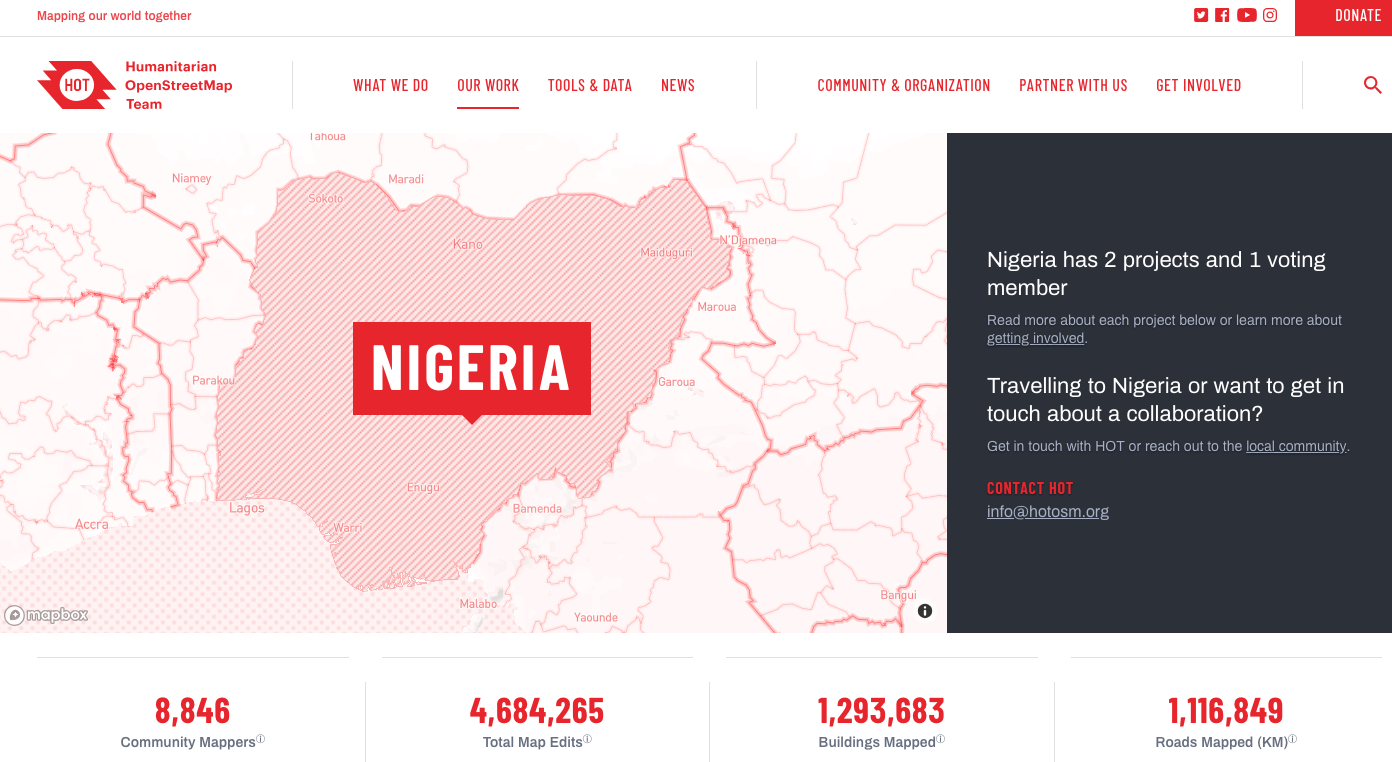 Mapping our world together
DONATE
HOT
Humanitarian
OpenStreetMap
Team
WHAT WE DO
OUR WORK
TOOLS & DATA
NEWS
COMMUNITY & ORGANIZATION
PARTNER WITH US
GET INVOLVED
Tahoua
Niamey
Maradi
Sokoto
Kano
Maiduguri
N'Djamena
Maroua
NIGERIA
Parakou
Garoua
Enugu
Lagos
Bamenda
Accra
Warri
Malabo
Bangui
Yaounde
mapbox
Nigeria has 2 projects and 1 voting
member
Read more about each project below or learn more about
getting involved.
Travelling to Nigeria or want to get in
touch about a collaboration?
Get in touch with HOT or reach out to the local community.
CONTACT HOT
info@hotosm.org
8,846
Community Mappers
4,684,265
Total Map Edits
1,293,683
Buildings Mapped
1,116,849
Roads Mapped (KM)